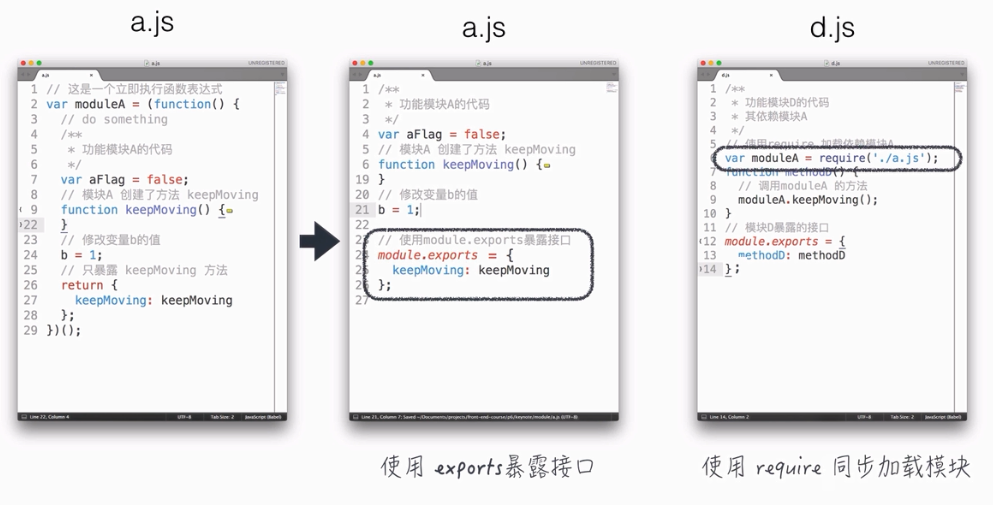 a.js
a.js
d.js
a.js
UNREGISTERED
a.js
1 // 这是一个立即执行函数表达式
2 var moduleA = (function() {
3 // do something
4 /**
5 * 功能模块A的代码
6 */
7 var aFlag = false;
8 // 模块A 创建了方法 keepMoving
9 function keepMoving() {
22 }
23 // 修改变量b的值
24 b = 1;
25 // 只暴露 keepMoving 方法
26 return {
27 keepMoving: keepMoving
28 };
29 })();
Line 22, Column 4
UTF-8
Tab Size: 2
JavaScript (Babel)
a.js
UNREGISTERED
a.js
1 /**
2 * 功能模块A的代码
3 */
4 var aFlag = false;
5 // 模块A 创建了方法 keepMoving
6 function keepMoving() {
19 }
20 // 修改变量b的值
21 b = 1;
22
23 // 使用module.exports暴露接口
24 module.exports = {
25 keepMoving: keepMoving
26 };
27
Line 21, Column 7; Saved ~/Documents/projects/front-end-course/p6/keynote/module/a.js (UTF-8)
使用 exports暴露接口
d.js
UNREGISTERED
d.js
1 /**
2 * 功能模块D的代码
3 * 其依赖模块A
4 */
5 // 使用require 加载依赖模块A
6 var moduleA = require('./a.js');
7 function methodD() {
8 // 调用moduleA 的方法
9 moduleA.keepMoving();
10 }
11 // 模块D暴露的接口
12 module.exports = {
13 methodD: methodD
14 };
Line 14, Column 2
UTF-8
Tab Size: 2
JavaScript (Babel)
使用 require 同步加载模块